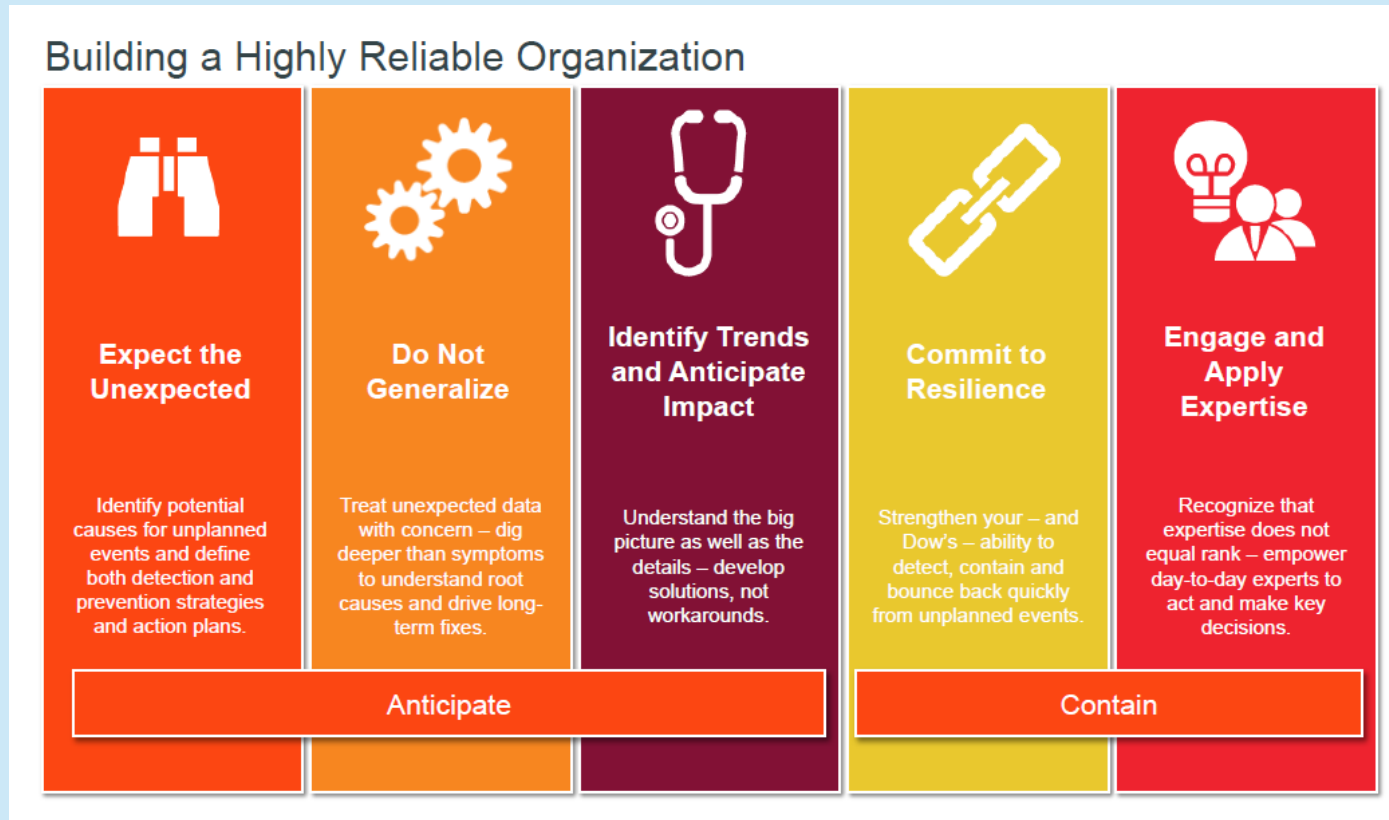 Building a Highly Reliable Organization
Expect the
Unexpected
Identify potential
causes for unplanned
events and define
both detection and
prevention strategies
and action plans.
Do Not
Generalize
Treat unexpected data
with concern – dig
deeper than symptoms
to understand root
causes and drive long-
term fixes.
Identify Trends
and Anticipate
Impact
Understand the big
picture as well as the
details – develop
solutions, not
workarounds.
Commit to
Resilience
Strengthen your – and
Dow's – ability to
detect, contain and
bounce back quickly
from unplanned events.
Engage and
Apply
Expertise
Recognize that
expertise does not
equal rank – empower
day-to-day experts to
act and make key
decisions.
Anticipate
Contain